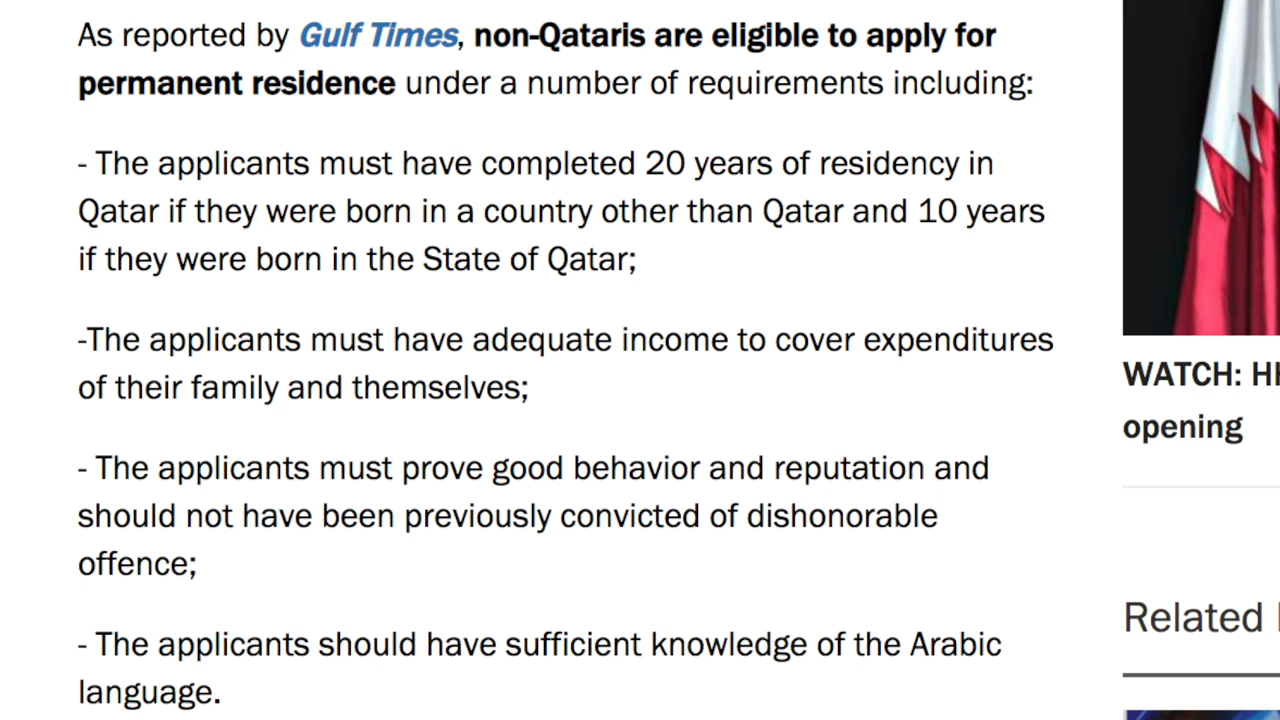 As reported by Gulf Times, non-Qataris are eligible to apply for
permanent residence under a number of requirements including:
- The applicants must have completed 20 years of residency in
Qatar if they were born in a country other than Qatar and 10 years
if they were born in the State of Qatar;
-The applicants must have adequate income to cover expenditures
of their family and themselves;
- The applicants must prove good behavior and reputation and
should not have been previously convicted of dishonorable
offence;
- The applicants should have sufficient knowledge of the Arabic
language.
WATCH:
opening
Related